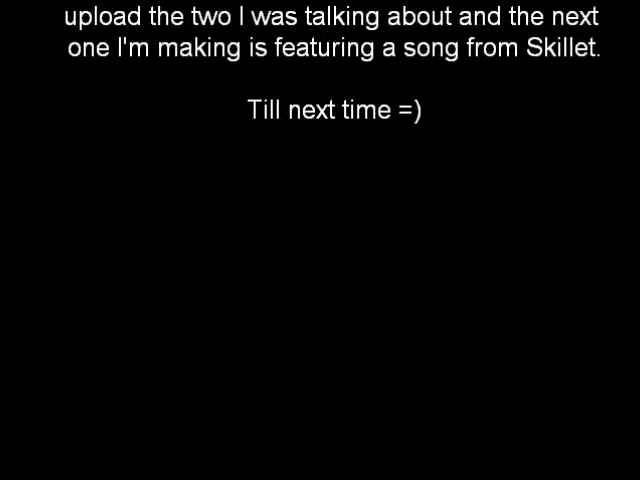 upload the two I was talking about and the next
one I'm making is featuring a song from Skillet.
Till next time =)